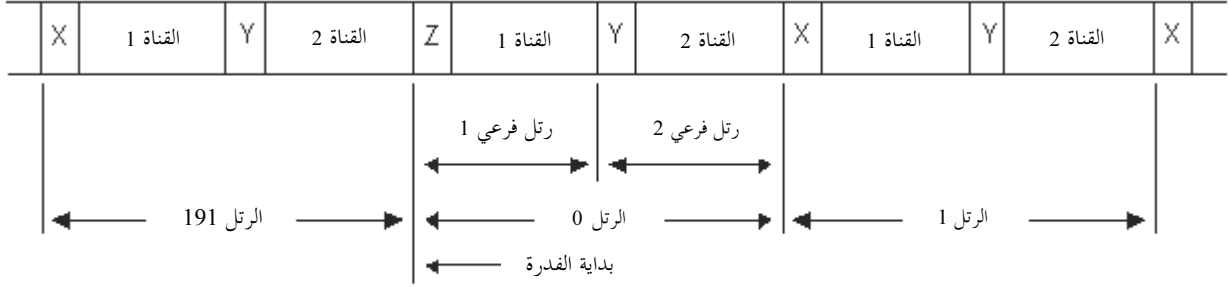 X القناة 1 Y القناة 2 Z القناة 1 Y القناة 2 X القناة 1 Y القناة 2 X
رتل فرعي 1 رتل فرعي 2
الرتل 191 الرتل 0 الرتل 1
بداية الفدرة